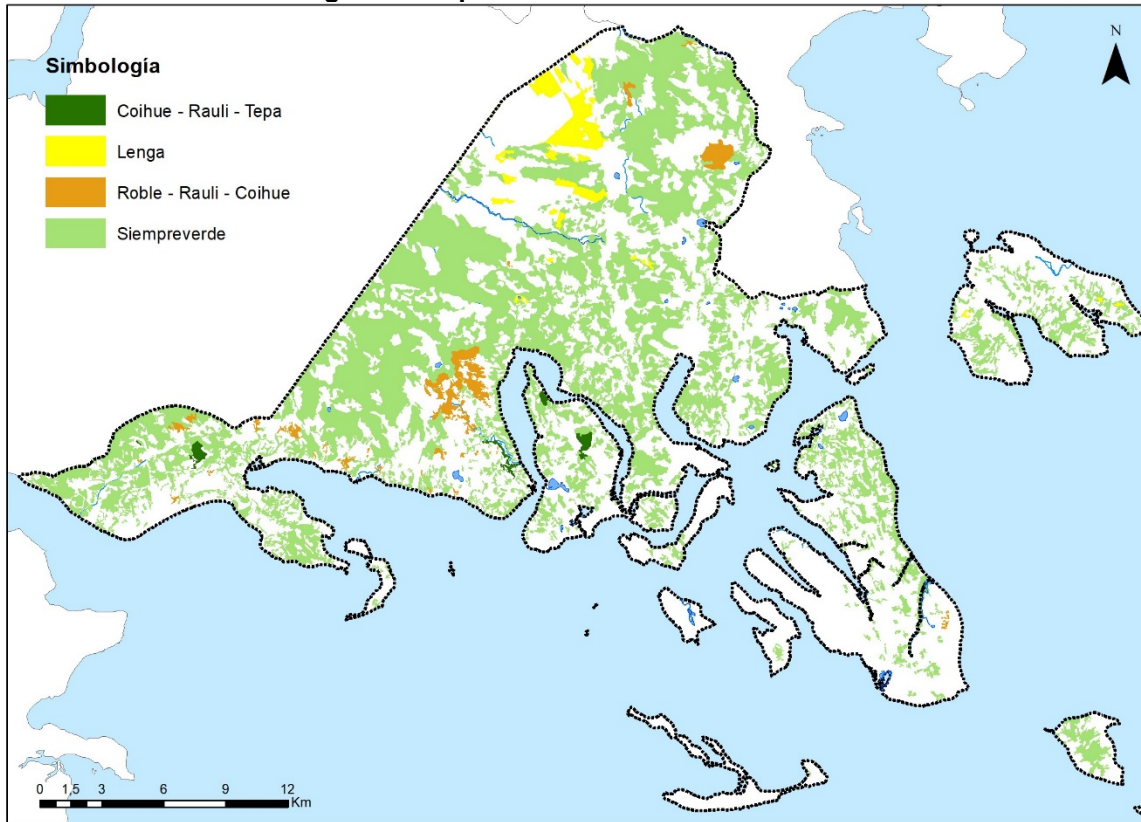 Simbología
Coihue - Rauli - Tepa
Lenga
Roble - Rauli - Coihue
Siempreverde
N
0 1,5 3 6 9 12
Km